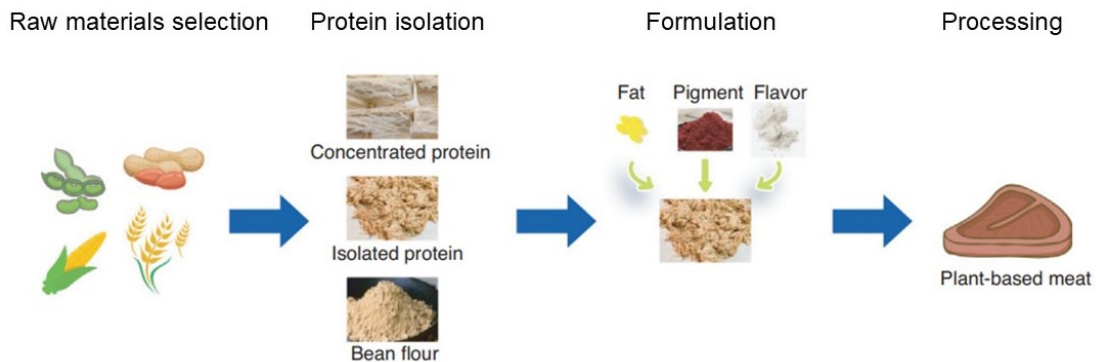 Raw materials selection
Protein isolation
Formulation
Processing
Concentrated protein
Isolated protein
Bean flour
Fat
Pigment
Flavor
Plant-based meat